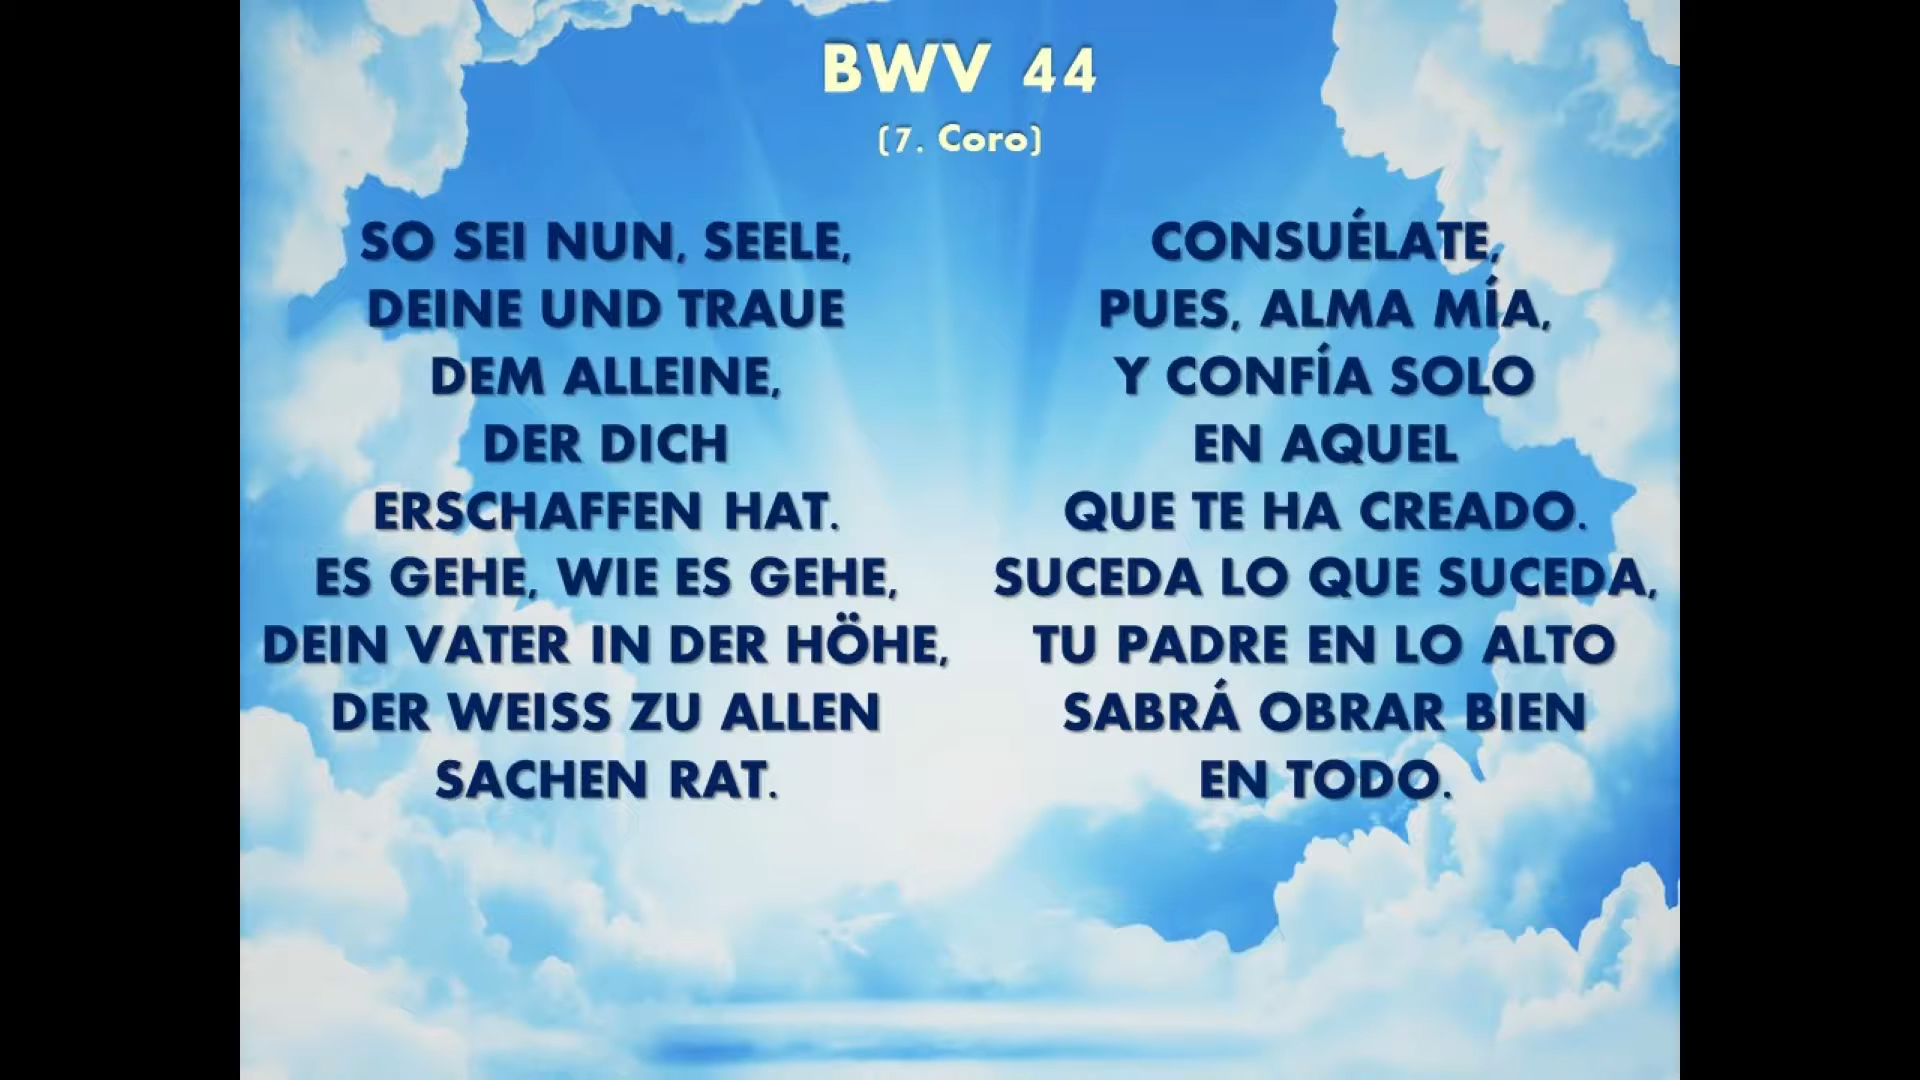 BWV 44
(7. Coro)
SO SEI NUN, SEELE,
DEINE UND TRAUE
DEM ALLEINE,
DER DICH
ERSCHAFFEN HAT.
ES GEHE, WIE ES GEHE,
DEIN VATER IN DER HÖHE,
DER WEISS ZU ALLEN
SACHEN RAT.
CONSUÉLATE,
PUES, ALMA MÍA,
Y CONFÍA SOLO
EN AQUEL
QUE TE HA CREADO.
SUCEDA LO QUE SUCEDA,
TU PADRE EN LO ALTO
SABRÁ OBRAR BIEN
EN TODO.